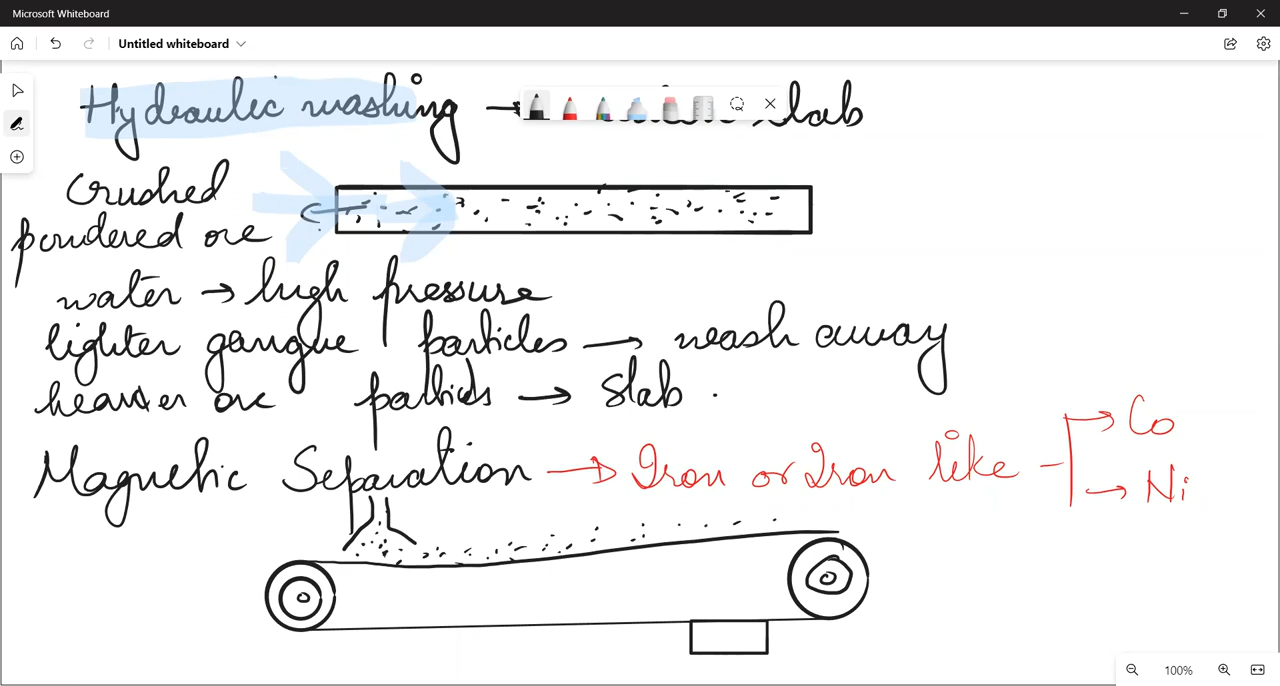 Microsoft Whiteboard
Untitled whiteboard
Hydraulic washing → slab
Crushed
powdered ore
water → high pressure
lighter gangue particles → wash away
heavier ore particles → slab .
Magnetic Separation → Iron or Iron like → Co
→ Ni
100%